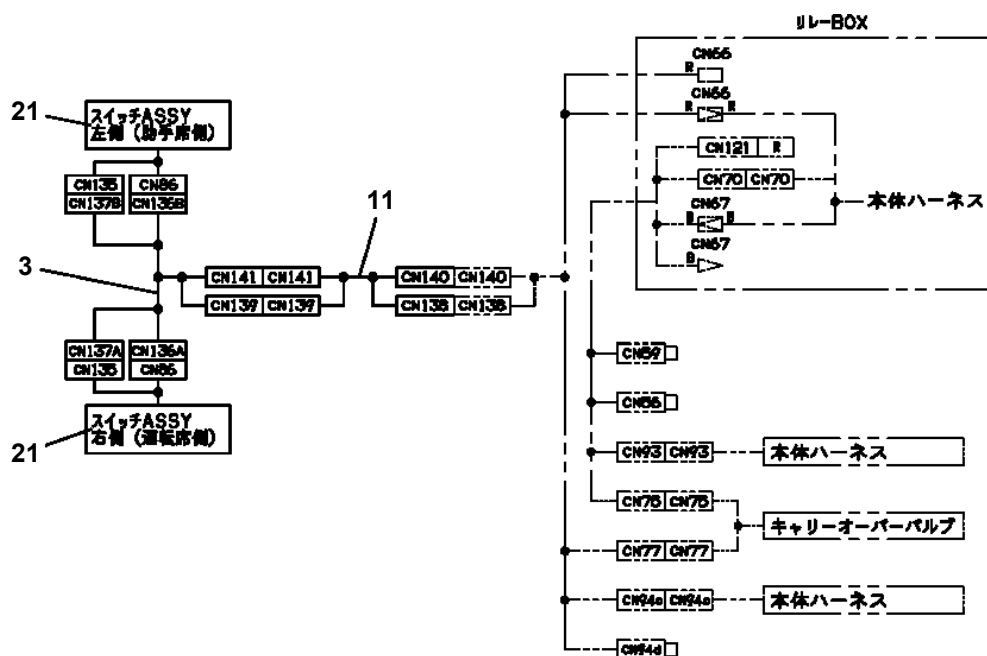 リレーBOX
CN66
R
CN66
R R
21
スイッチASSY
左側 (助手席側)
CN121 R
CN135 CN86
CN137B CN136B
CN70 CN70
11
本体ハーネス
CN67
B B
CN67
B
3
CN141 CN141
CN140 CN140
CN139 CN139
CN138 CN138
CN137A CN136A
CN135 CN86
CN59
スイッチASSY
右側 (運転席側)
21
CN56
CN93 CN93
本体ハーネス
CN75 CN75
キャリーオーバーバルブ
CN77 CN77
CN94c CN94c
本体ハーネス
CN94d